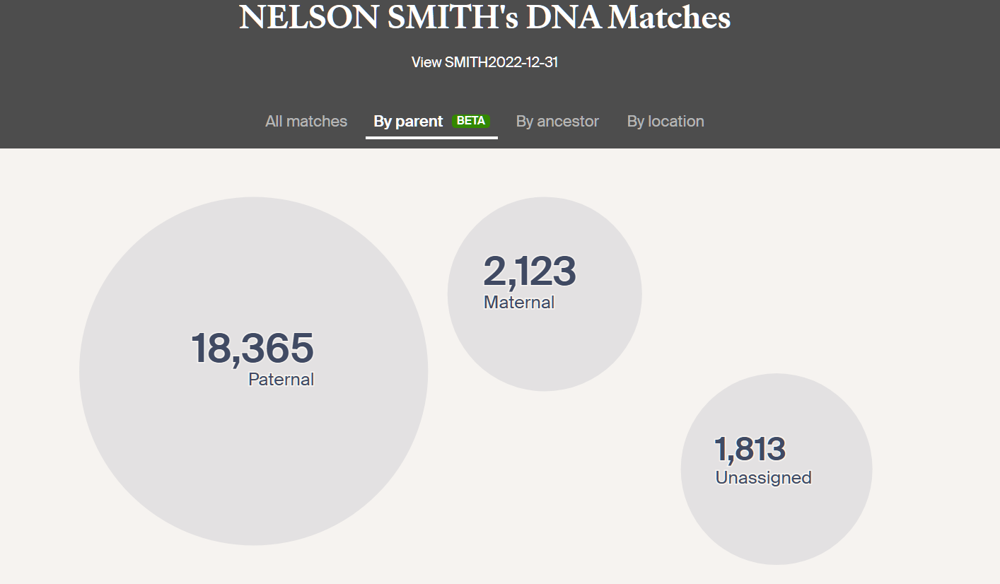 NELSON SMITH's DNA Matches
View SMITH2022-12-31
All matches By parent BETA By ancestor By location
18,365
Paternal
2,123
Maternal
1,813
Unassigned